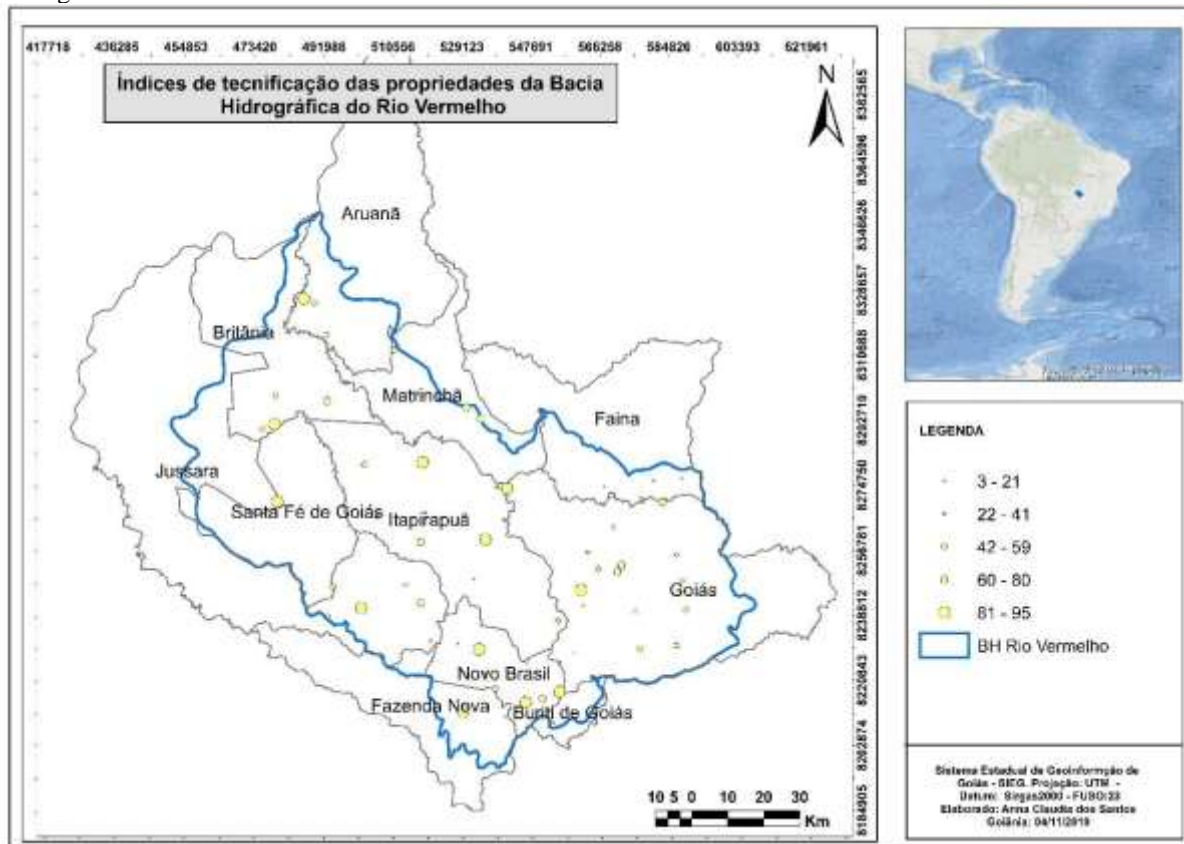 417718 436285 454853 473420 491988 510556 529123 547691 566258 584826 603393 621961
Índices de tecnificação das propriedades da Bacia
Hidrográfica do Rio Vermelho
N
8382565
8364596
8346626
8328657
8310688
8292719
8274750
8256781
8238812
8220843
8202874
8184905
Aruanã
Britânia
Matrinchã
Faina
Jussara
Santa Fé de Goiás
Itapirapuã
Goiás
Novo Brasil
Fazenda Nova
Buriti de Goiás
10 5 0 10 20 30
Km
LEGENDA
3 - 21
22 - 41
42 - 59
60 - 80
81 - 95
BH Rio Vermelho
Sistema Estadual de Geoinformção de
Goiás - SIEG. Projeção: UTM -
Datum: Sirgas2000 - FUSO:23
Elaborado: Anna Claudia dos Santos
Goiânia: 04/11/2019